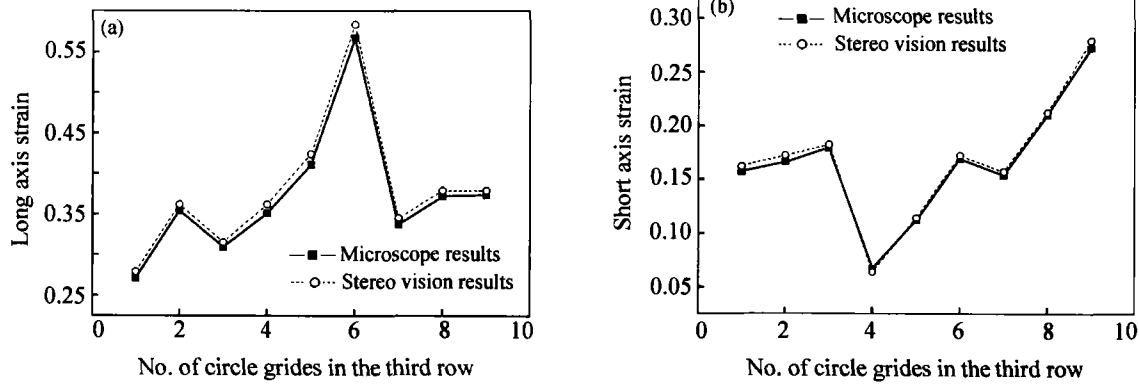 (a)
0.55
0.45
0.35
0.25
Long axis strain
Microscope results
Stereo vision results
0 2 4 6 8 10
No. of circle grides in the third row
(b)
Microscope results
Stereo vision results
0.30
0.25
0.20
0.15
0.10
0.05
Short axis strain
0 2 4 6 8 10
No. of circle grides in the third row